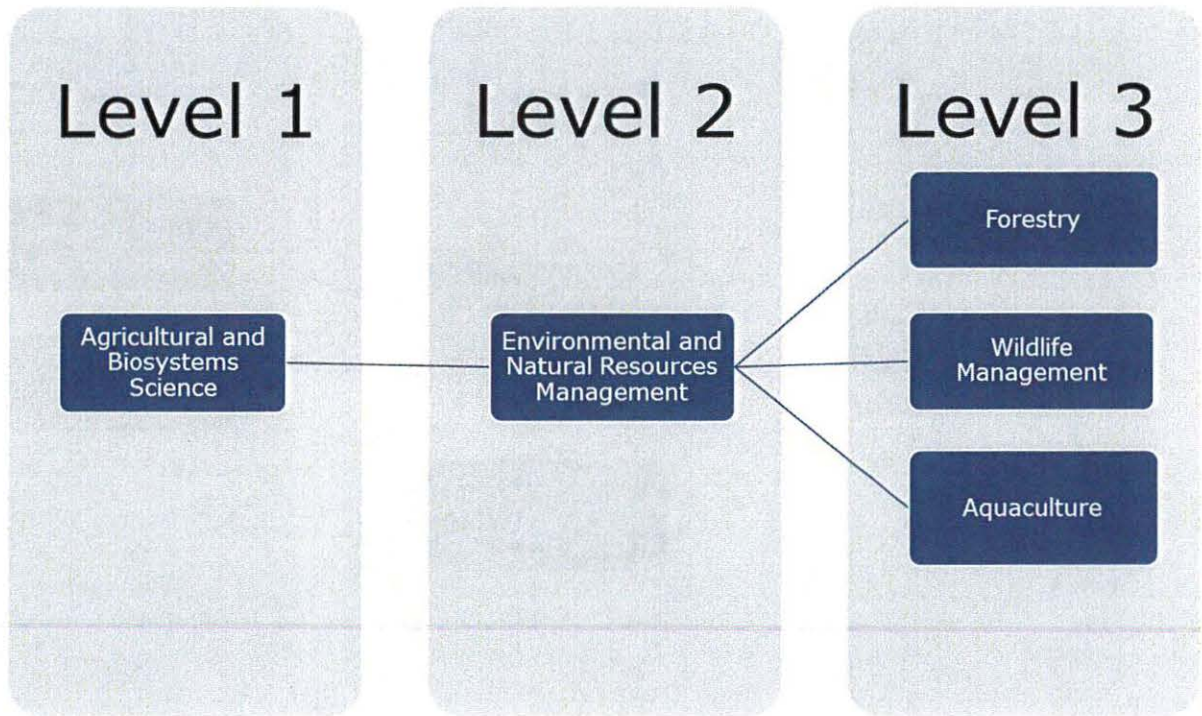 Level 1
Agricultural and
Biosystems
Science
Level 2
Environmental and
Natural Resources
Management
Level 3
Forestry
Wildlife
Management
Aquaculture